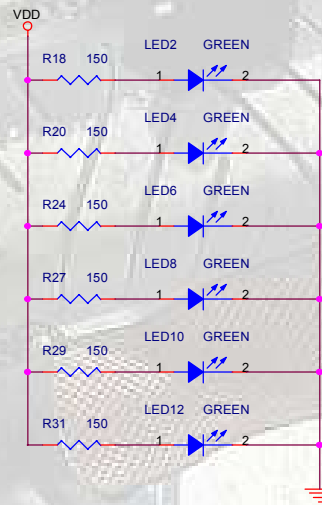 VDD
LED2 GREEN
R18 150
1 2
LED4 GREEN
R20 150
1 2
LED6 GREEN
R24 150
1 2
LED8 GREEN
R27 150
1 2
LED10 GREEN
R29 150
1 2
LED12 GREEN
R31 150
1 2